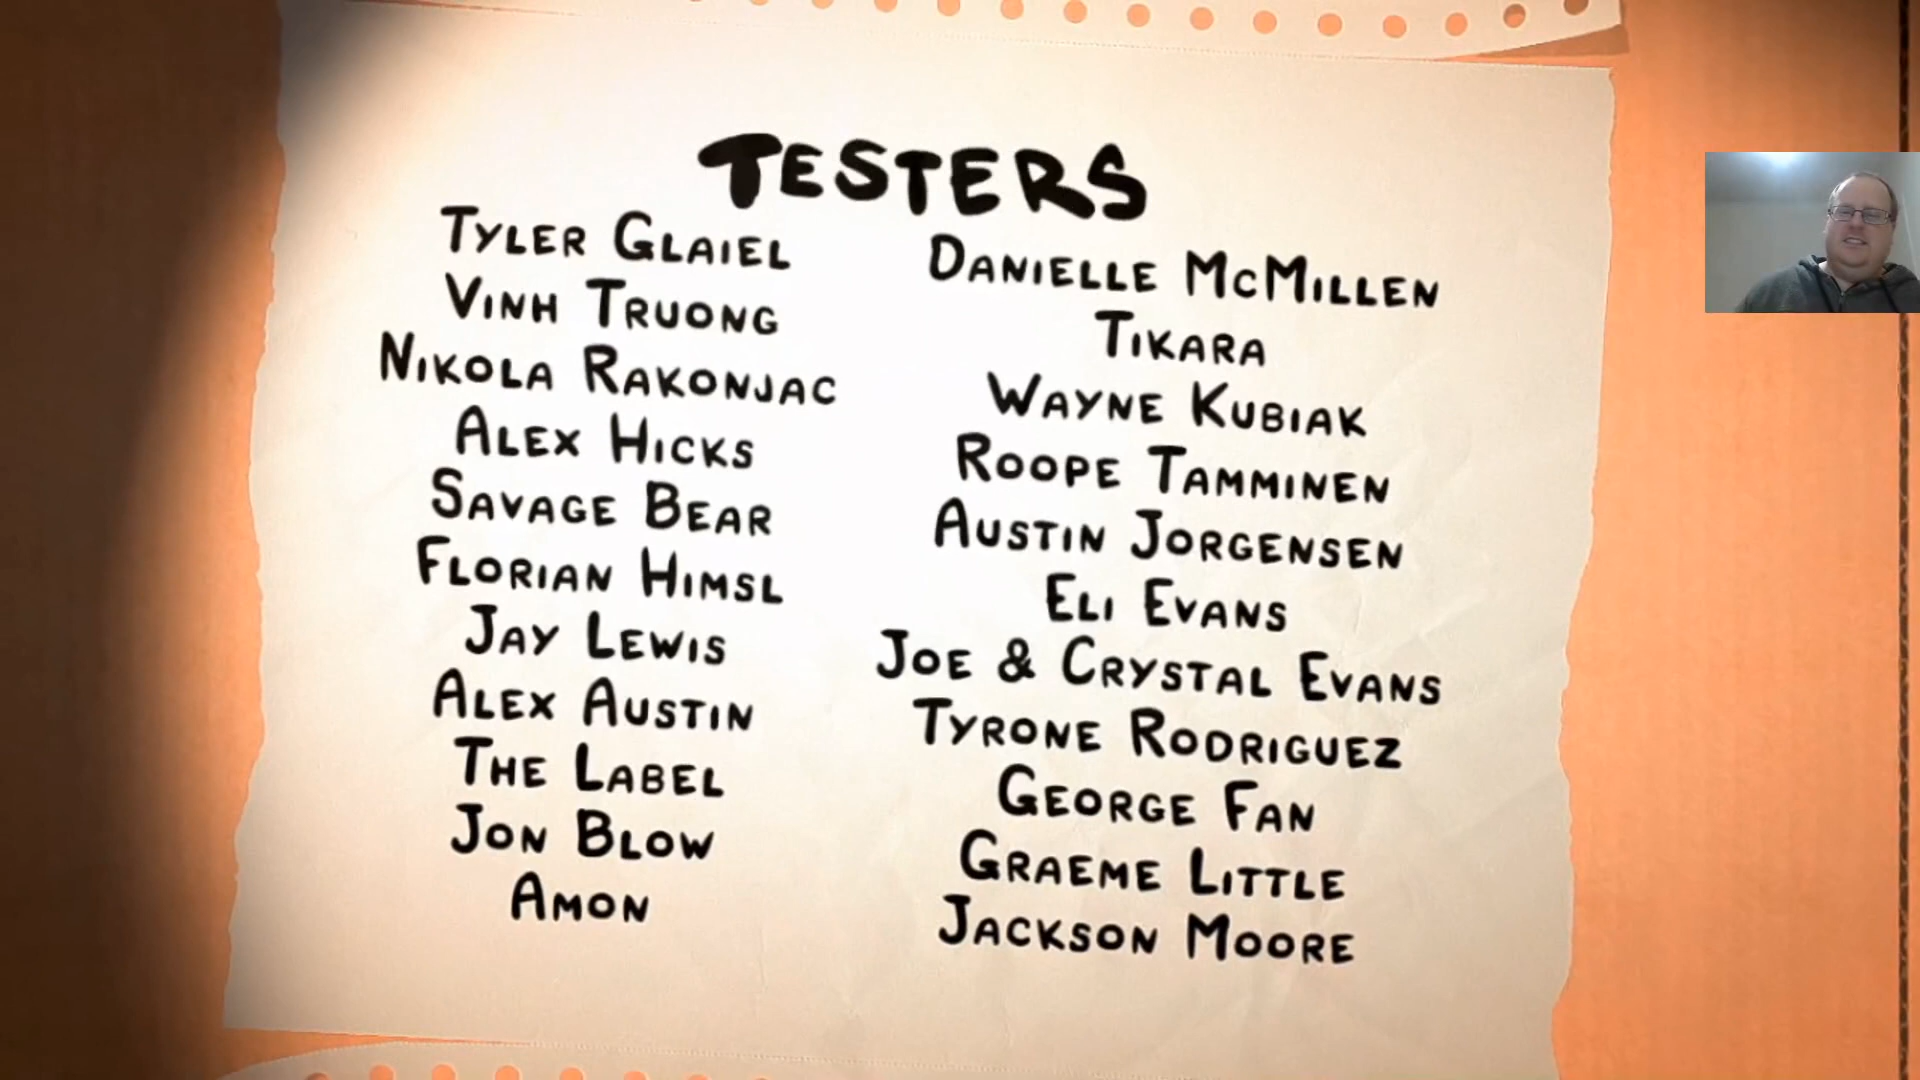 TESTERS
TYLER GLAIEL
VINH TRUONG
NIKOLA RAKONJAC
ALEX HICKS
SAVAGE BEAR
FLORIAN HIMSL
JAY LEWIS
ALEX AUSTIN
THE LABEL
JON BLOW
AMON
DANIELLE MCMILLEN
TIKARA
WAYNE KUBIAK
ROOPE TAMMINEN
AUSTIN JORGENSEN
ELI EVANS
JOE & CRYSTAL EVANS
TYRONE RODRIGUEZ
GEORGE FAN
GRAEME LITTLE
JACKSON MOORE